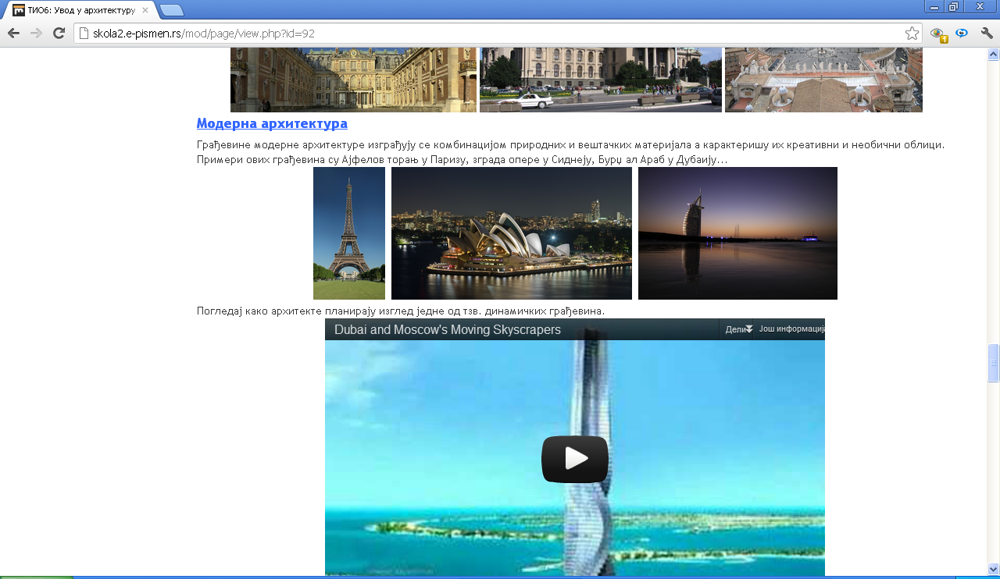 ТИО6: Увод у архитектуру
skola2.e-pismen.rs/mod/page/view.php?id=92
1
Модерна архитектура
Грађевине модерне архитектуре изграђују се комбинацијом природних и вештачких материјала а карактеришу их креативни и необични облици.
Примери ових грађевина су Ајфелов торањ у Паризу, зграда опере у Сиднеју, Бурџ ал Араб у Дубаију...
Погледај како архитекте планирају изглед једне од тзв. динамичких грађевина.
Dubai and Moscow's Moving Skyscrapers
Дели
Још информациј